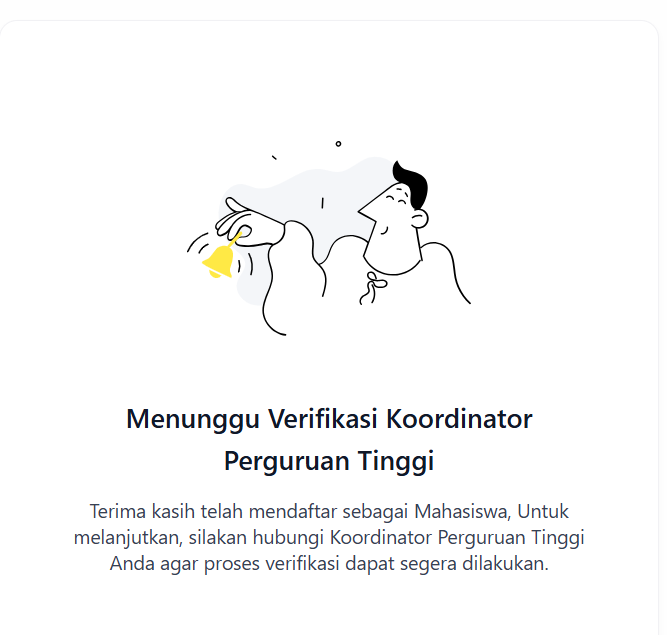 Menunggu Verifikasi Koordinator
Perguruan Tinggi
Terima kasih telah mendaftar sebagai Mahasiswa, Untuk
melanjutkan, silakan hubungi Koordinator Perguruan Tinggi
Anda agar proses verifikasi dapat segera dilakukan.